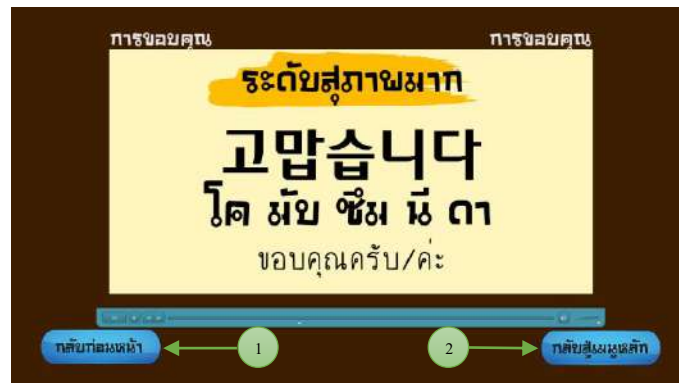 การขอบคุณ การขอบคุณ
ระดับสุภาพมาก
고맙습니다
โค มับ ซึม นี ดา
ขอบคุณครับ/ค่ะ
กลับก่อนหน้า 1 2 กลับสู่เมนูหลัก